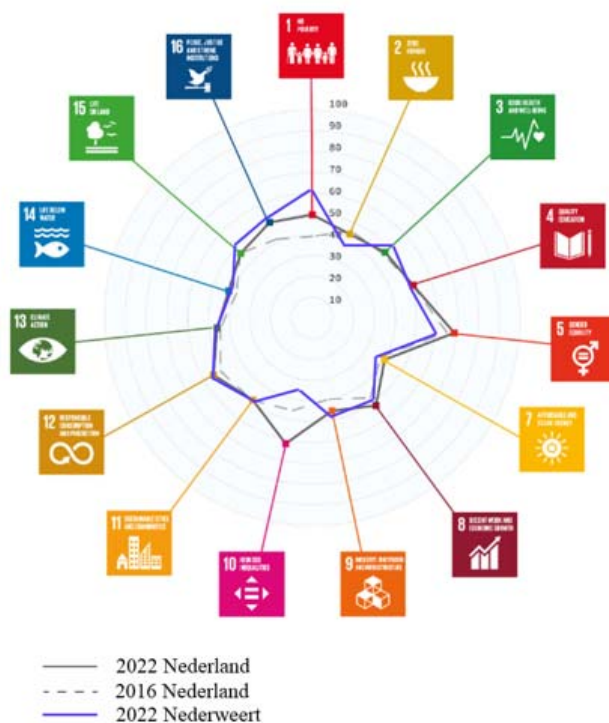 1 NO
POVERTY
2 ZERO
HUNGER
3 GOOD HEALTH
AND WELL-BEING
4 QUALITY
EDUCATION
5 GENDER
EQUALITY
7 AFFORDABLE AND
CLEAN ENERGY
8 DECENT WORK AND
ECONOMIC GROWTH
9 INDUSTRY, INNOVATION
AND INFRASTRUCTURE
10 REDUCED
INEQUALITIES
11 SUSTAINABLE CITIES
AND COMMUNITIES
12 RESPONSIBLE
CONSUMPTION
AND PRODUCTION
13 CLIMATE
ACTION
14 LIFE BELOW
WATER
15 LIFE
ON LAND
16 PEACE, JUSTICE
AND STRONG
INSTITUTIONS
100
90
80
70
60
50
40
30
20
10
2022 Nederland
2016 Nederland
2022 Nederweert